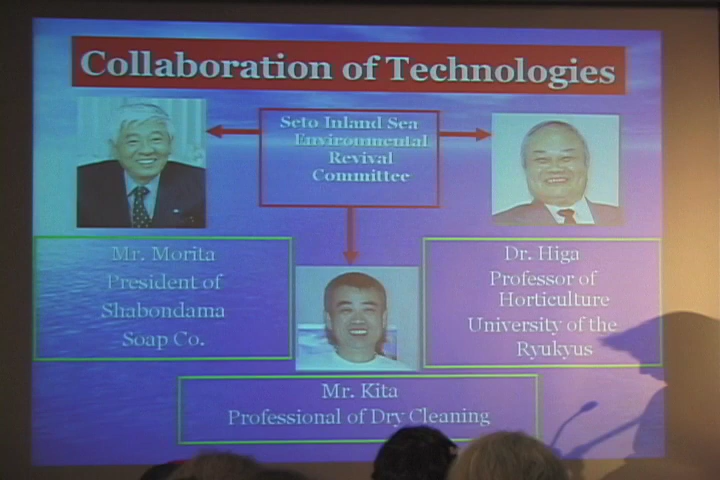 Collaboration of Technologies
Seto Inland Sea
Environmental
Revival
Committee
Mr. Morita
President of
Shabondama
Soap Co.
Dr. Higa
Professor of
Horticulture
University of the
Ryukyus
Mr. Kita
Professional of Dry Cleaning